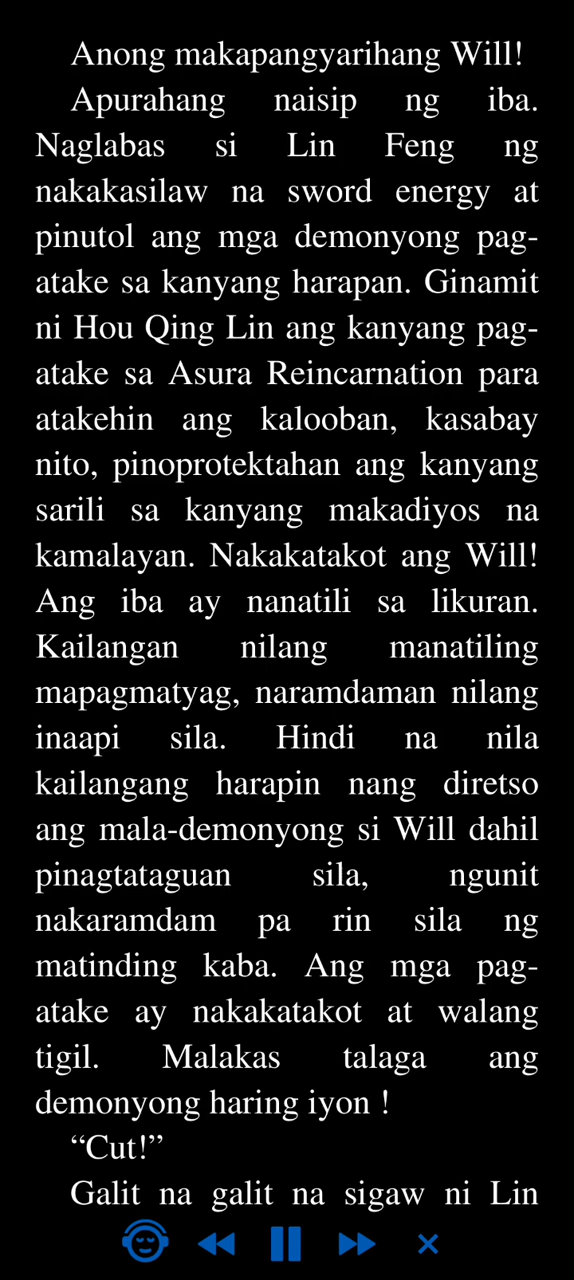 Anong makapangyarihang Will!
Apurahang naisip ng iba.
Naglabas si Lin Feng ng
nakakasilaw na sword energy at
pinutol ang mga demonyong pag-
atake sa kanyang harapan. Ginamit
ni Hou Qing Lin ang kanyang pag-
atake sa Asura Reincarnation para
atakehin ang kalooban, kasabay
nito, pinoprotektahan ang kanyang
sarili sa kanyang makadiyos na
kamalayan. Nakakatakot ang Will!
Ang iba ay nanatili sa likuran.
Kailangan nilang manatiling
mapagmatyag, naramdaman nilang
inaapi sila. Hindi na nila
kailangang harapin nang diretso
ang mala-demonyong si Will dahil
pinagtataguan sila, ngunit
nakaramdam pa rin sila ng
matinding kaba. Ang mga pag-
atake ay nakakatakot at walang
tigil. Malakas talaga ang
demonyong haring iyon !
“Cut!”
Galit na galit na sigaw ni Lin